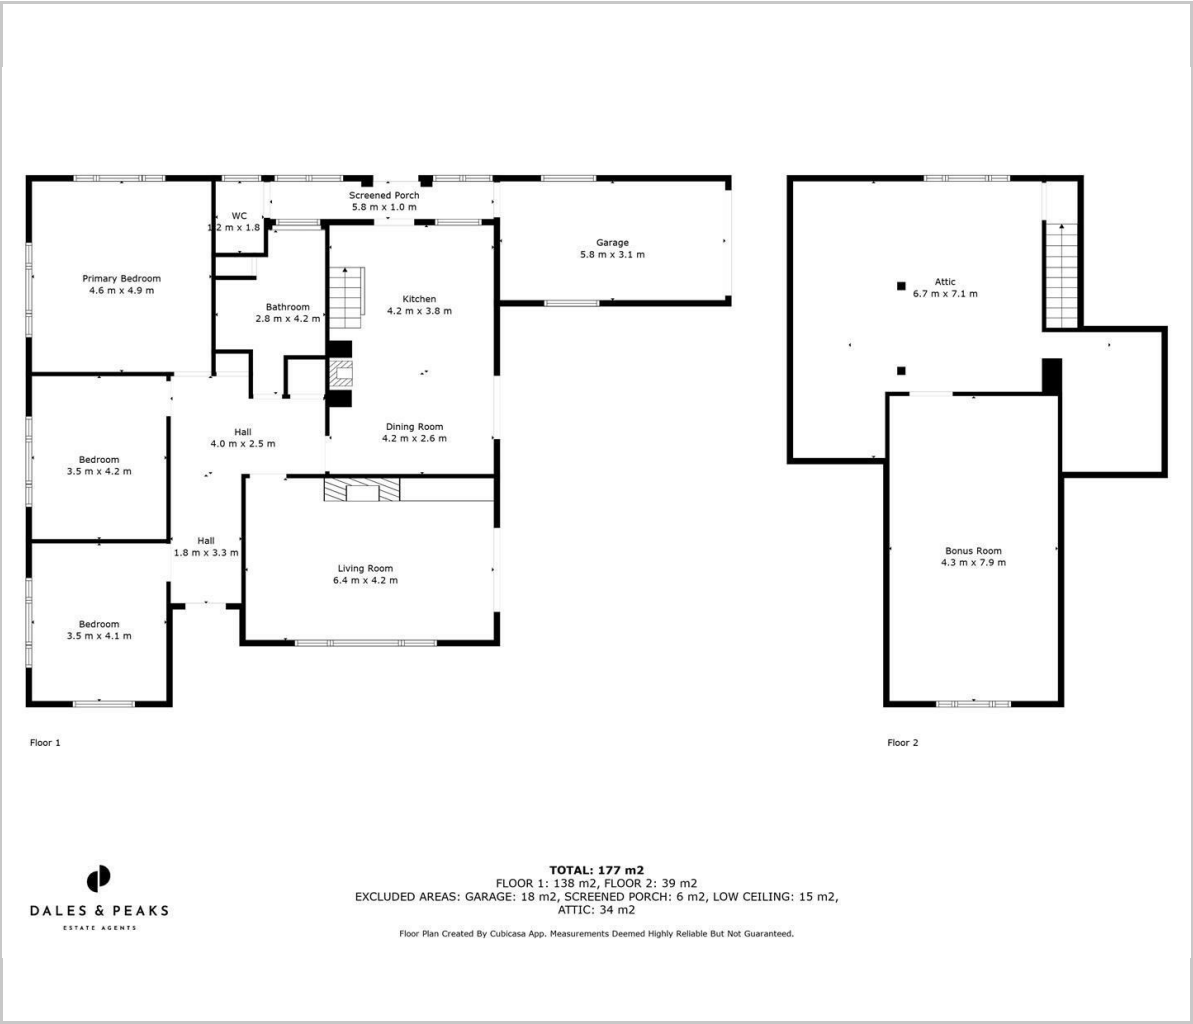 Screened Porch
5.8 m x 1.0 m
WC
1.2 m x 1.8
Garage
5.8 m x 3.1 m
Primary Bedroom
4.6 m x 4.9 m
Kitchen
4.2 m x 3.8 m
Bathroom
2.8 m x 4.2 m
Attic
6.7 m x 7.1 m
Dining Room
4.2 m x 2.6 m
Hall
4.0 m x 2.5 m
Bedroom
3.5 m x 4.2 m
Hall
1.8 m x 3.3 m
Living Room
6.4 m x 4.2 m
Bonus Room
4.3 m x 7.9 m
Bedroom
3.5 m x 4.1 m
Floor 1
Floor 2
TOTAL: 177 m2
FLOOR 1: 138 m2, FLOOR 2: 39 m2
EXCLUDED AREAS: GARAGE: 18 m2, SCREENED PORCH: 6 m2, LOW CEILING: 15 m2,
ATTIC: 34 m2
DALES & PEAKS
ESTATE AGENTS
Floor Plan Created By Cubicasa App. Measurements Deemed Highly Reliable But Not Guaranteed.